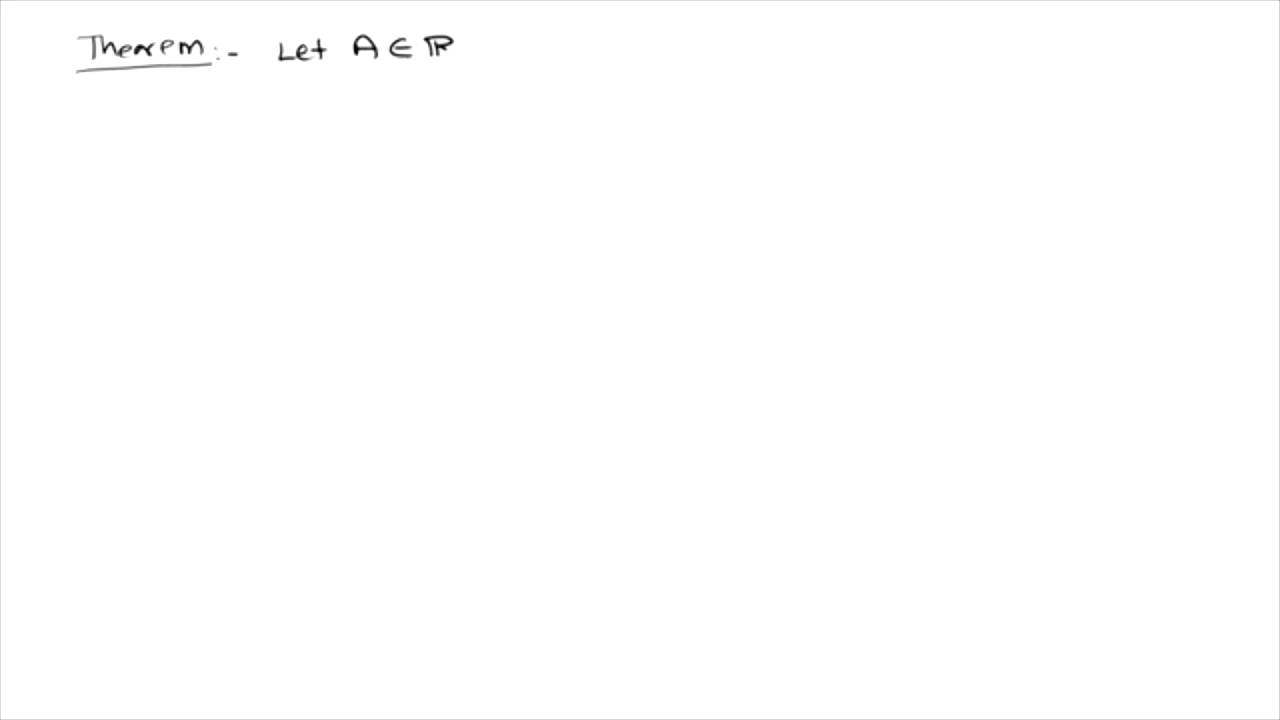 Theorem:- Let A ∈ ℝ